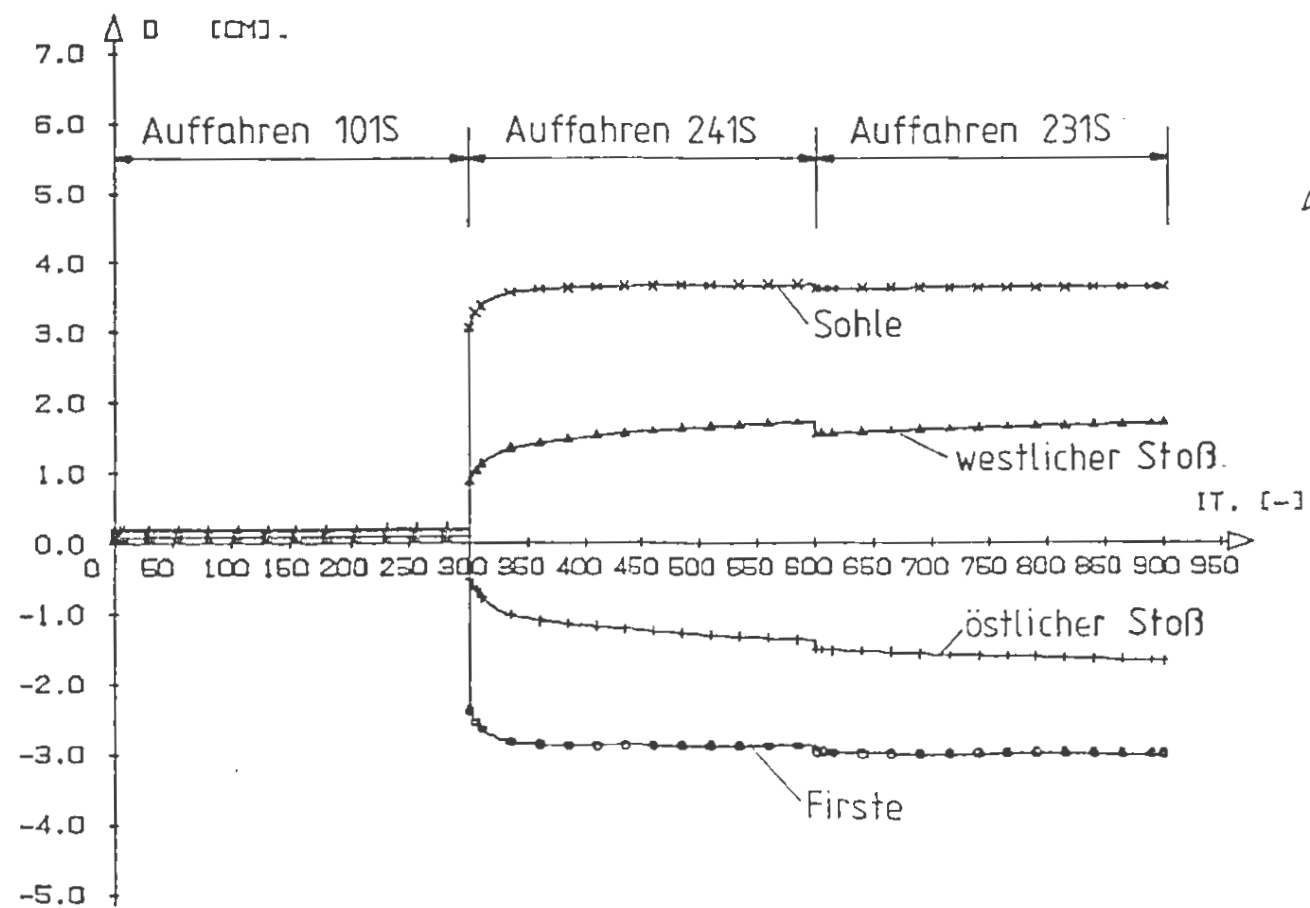 D [CM].
7.0
6.0
Auffahren 101S Auffahren 241S Auffahren 231S
5.0
4.0
Sohle
3.0
2.0
westlicher Stoß.
1.0
IT. [-]
0.0
0 50 100 150 200 250 300 350 400 450 500 550 600 650 700 750 800 850 900 950
-1.0
östlicher Stoß
-2.0
-3.0
Firste
-4.0
-5.0